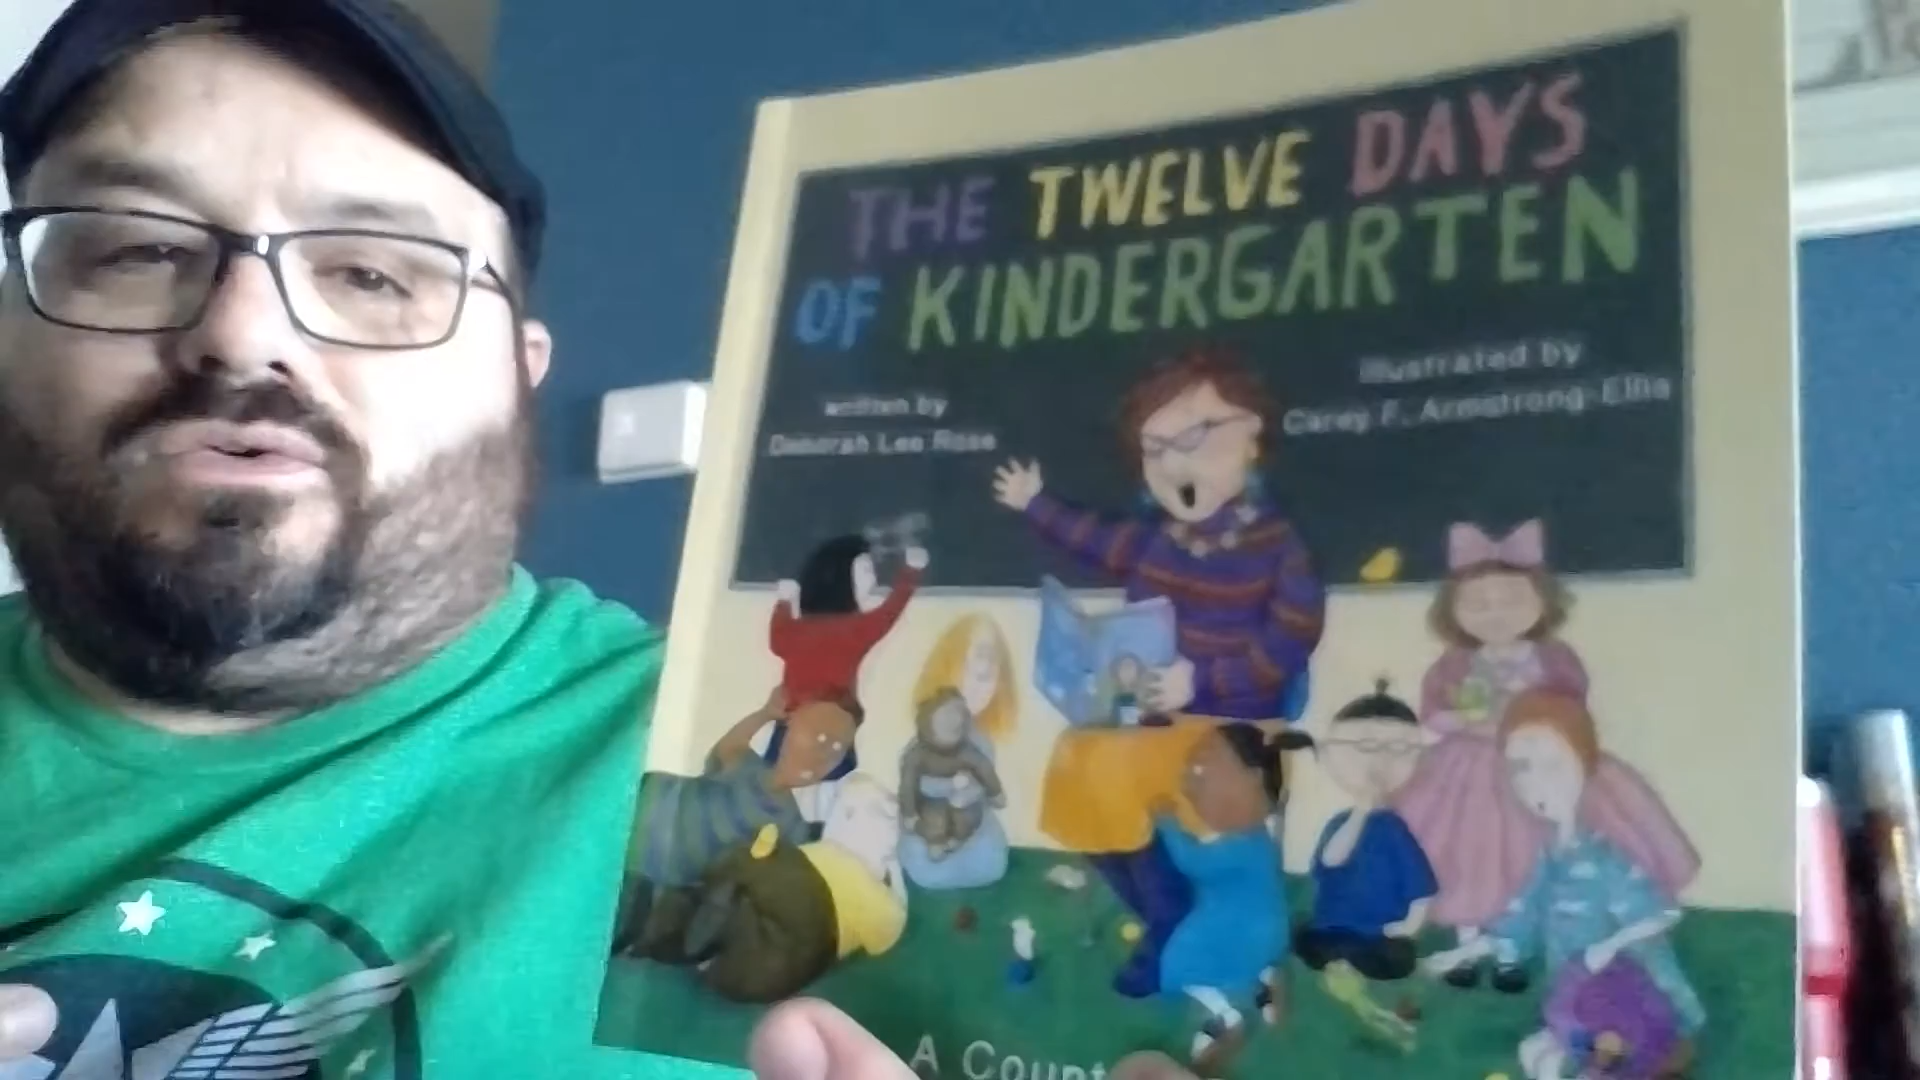 THE TWELVE DAYS
OF KINDERGARTEN
written by
Deborah Lee Rose
illustrated by
Carey F. Armstrong-Ellis
A Count